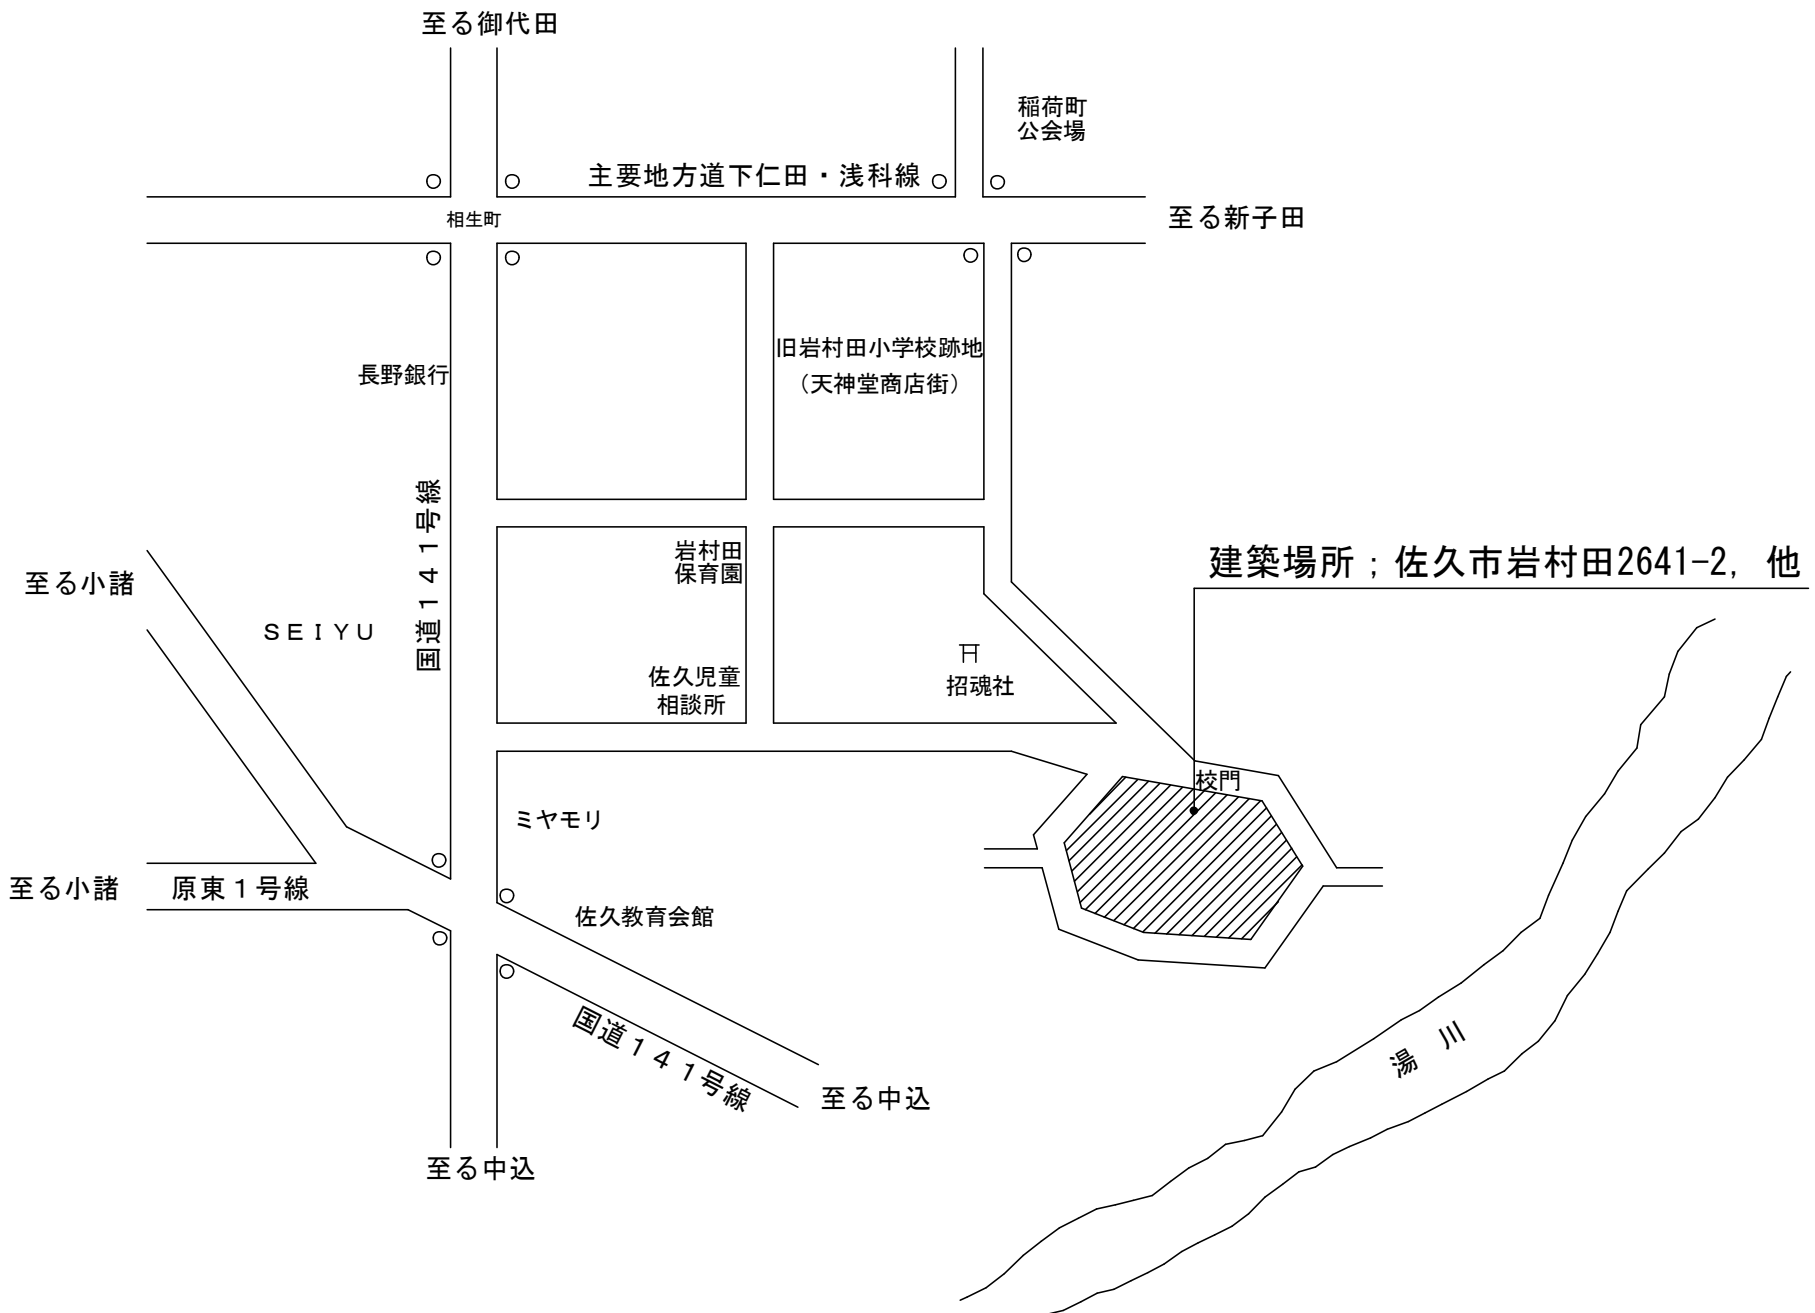 至る御代田
稲荷町
公会場
主要地方道下仁田・浅科線
相生町
至る新子田
旧岩村田小学校跡地
（天神堂商店街）
長野銀行
国道１４１号線
岩村田
保育園
建築場所；佐久市岩村田2641-2，他
至る小諸
ＳＥＩＹＵ
佐久児童
相談所
招魂社
校門
ミヤモリ
至る小諸
原東１号線
佐久教育会館
国道１４１号線
湯川
至る中込
至る中込